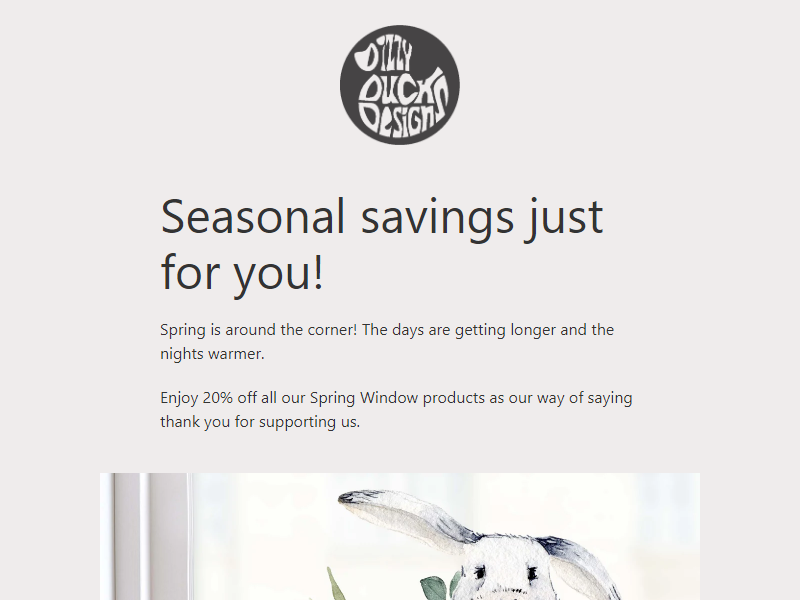 Dizzy
Ducks
Designs
Seasonal savings just
for you!
Spring is around the corner! The days are getting longer and the
nights warmer.
Enjoy 20% off all our Spring Window products as our way of saying
thank you for supporting us.